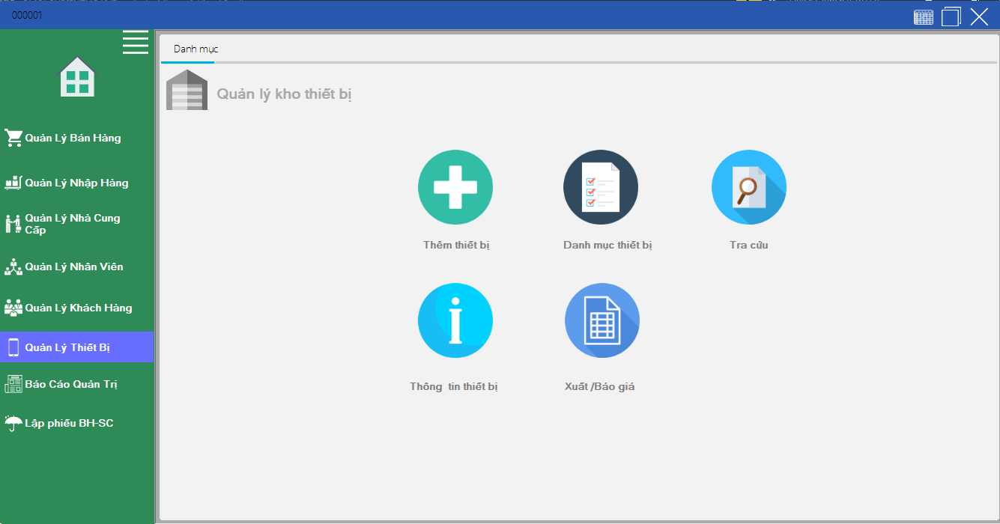 000001
Danh mục
Quản lý kho thiết bị
Quản Lý Bán Hàng
Quản Lý Nhập Hàng
Quản Lý Nhà Cung
Cấp
Quản Lý Nhân Viên
Quản Lý Khách Hàng
Quản Lý Thiết Bị
Báo Cáo Quản Trị
Lập phiếu BH-SC
Thêm thiết bị
Danh mục thiết bị
Tra cứu
Thông  tin thiết bị
Xuất /Báo giá